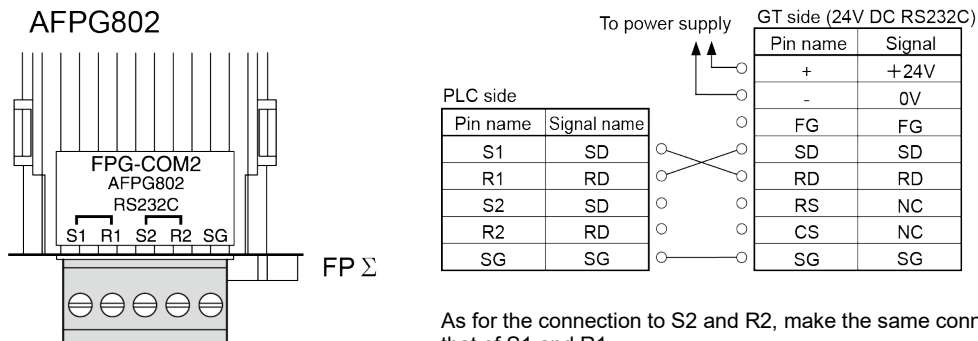 AFPG802
FPG-COM2
AFPG802
RS232C
S1 R1 S2 R2 SG
FP Σ
To power supply
PLC side
Pin name Signal name
S1 SD
R1 RD
S2 SD
R2 RD
SG SG
GT side (24V DC RS232C)
Pin name Signal
+ +24V
- 0V
FG FG
SD SD
RD RD
RS NC
CS NC
SG SG
As for the connection to S2 and R2, make the same conn
that of S1 and R1